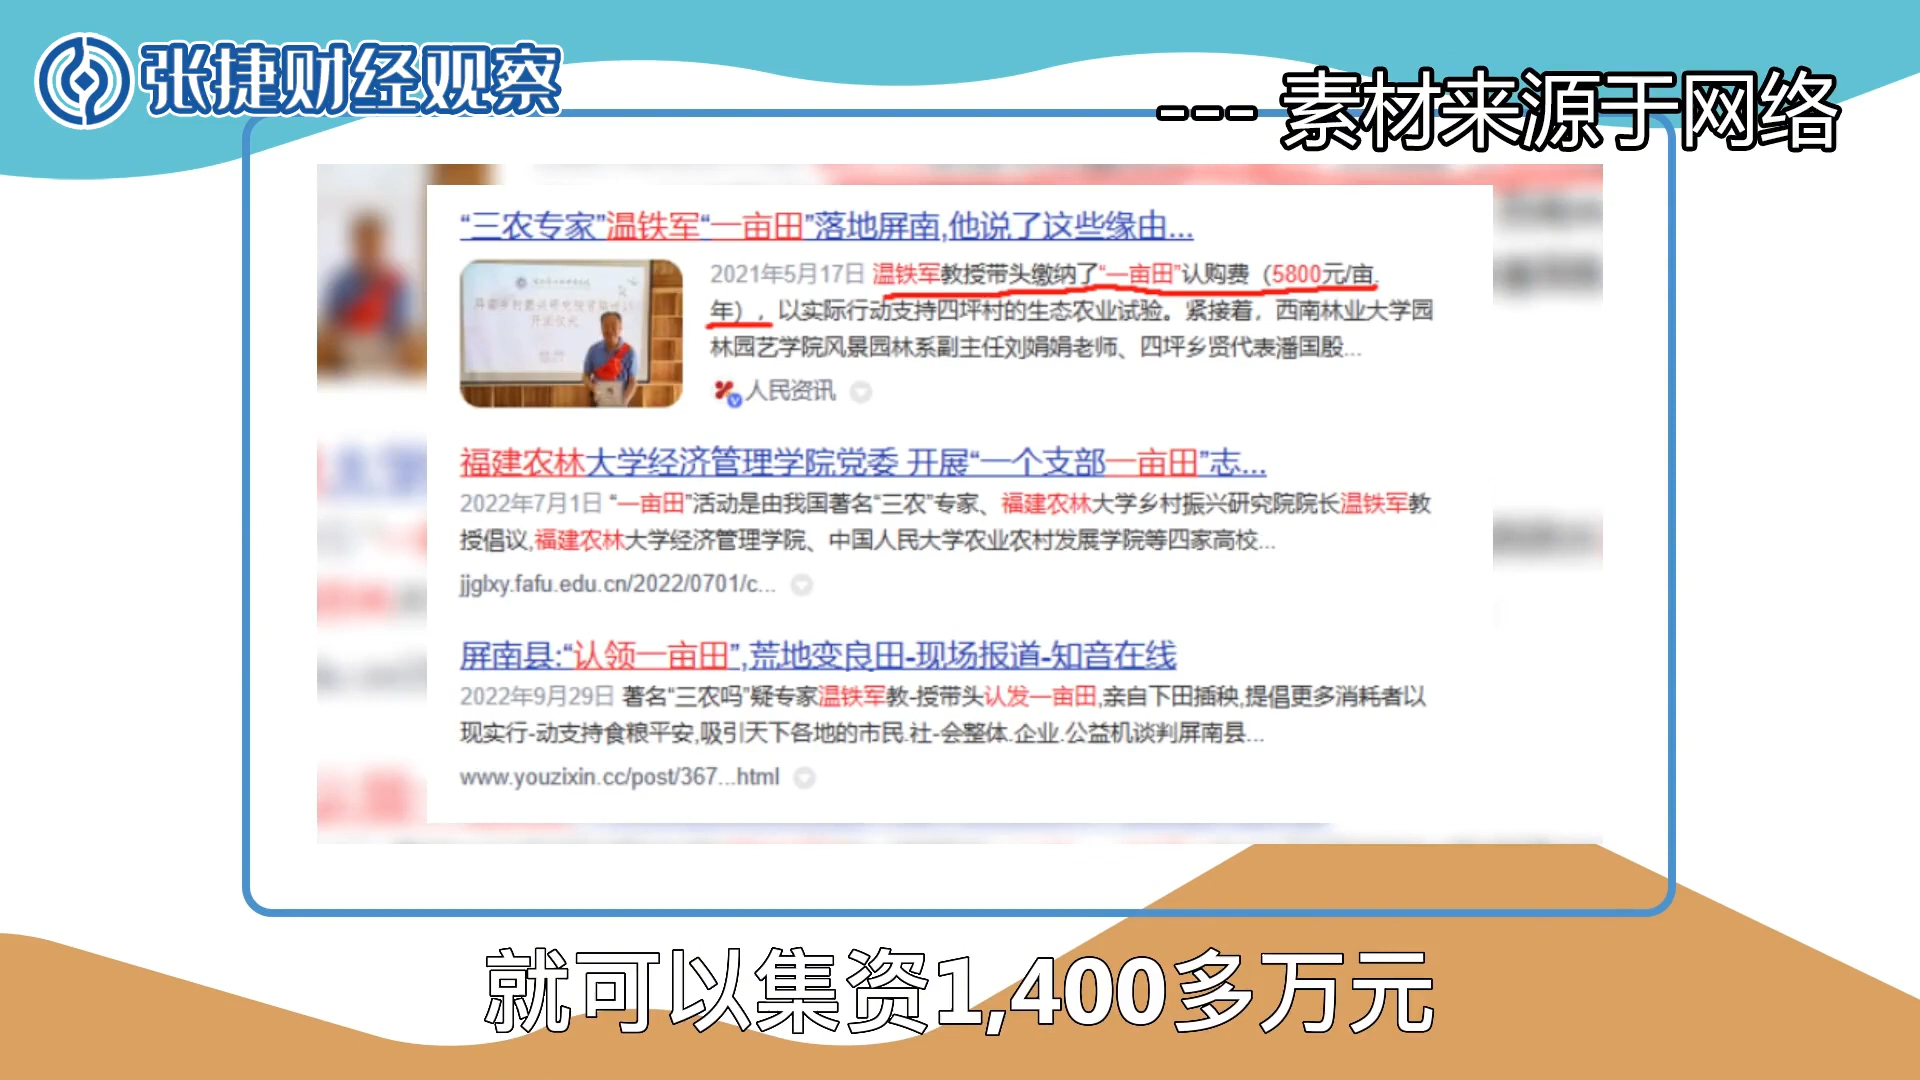 张捷财经观察
--- 素材来源于网络
“三农专家”温铁军“一亩田”落地屏南,他说了这些缘由...
2021年5月17日 温铁军教授带头缴纳了“一亩田”认购费（5800元/亩.
年），以实际行动支持四坪村的生态农业试验。紧接着，西南林业大学园
林园艺学院风景园林系副主任刘娟娟老师、四坪乡贤代表潘国殷...
人民资讯
福建农林大学经济管理学院党委 开展“一个支部一亩田”志...
2022年7月1日 “一亩田”活动是由我国著名“三农”专家、福建农林大学乡村振兴研究院院长温铁军教
授倡议,福建农林大学经济管理学院、中国人民大学农业农村发展学院等四家高校...
jjglxy.fafu.edu.cn/2022/0701/c...
屏南县:“认领一亩田”,荒地变良田-现场报道-知音在线
2022年9月29日 著名“三农吗”疑专家温铁军教-授带头认发一亩田,亲自下田插秧,提倡更多消耗者以
现实行-动支持食粮平安,吸引天下各地的市民.社-会整体.企业.公益机谈判屏南县...
www.youzixin.cc/post/367...html
就可以集资1,400多万元